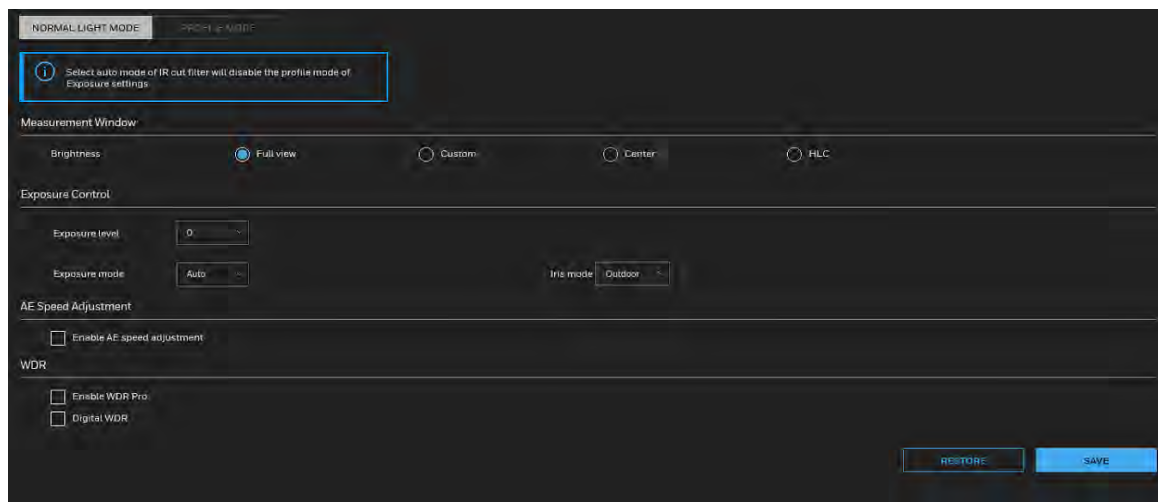 NORMAL LIGHT MODE PROFILE MODE
Select auto mode of IR cut filter will disable the profile mode of
Exposure settings
Measurement Window
Brightness Full view Custom Center HLC
Exposure Control
Exposure level 0
Exposure mode Auto Iris mode Outdoor
AE Speed Adjustment
Enable AE speed adjustment
WDR
Enable WDR Pro
Digital WDR
RESTORE SAVE